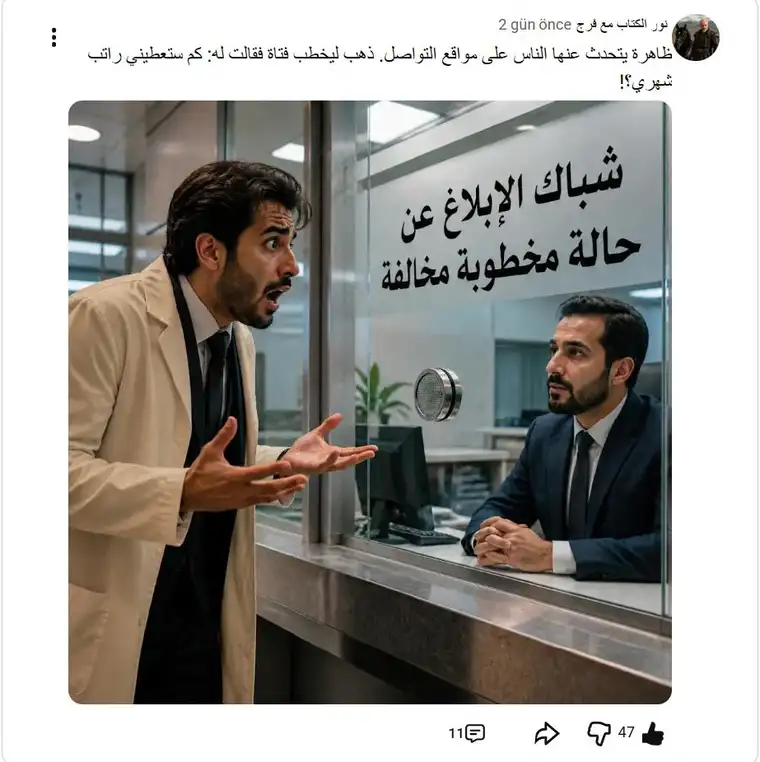 نور الكتاب مع فرج 2 gün önce
ظاهرة يتحدث عنها الناس على مواقع التواصل. ذهب ليخطب فتاة فقالت له: كم ستعطيني راتب
شهري؟!
شباك الإبلاغ عن
حالة مخطوبة مخالفة
47
11